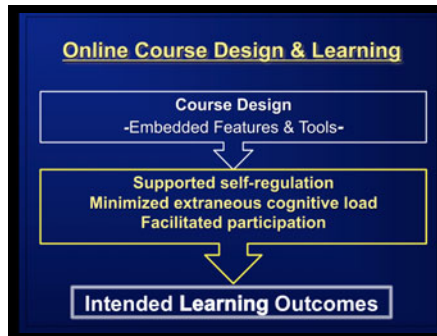 Online Course Design & Learning
Course Design
-Embedded Features & Tools-
Supported self-regulation
Minimized extraneous cognitive load
Facilitated participation
Intended Learning Outcomes